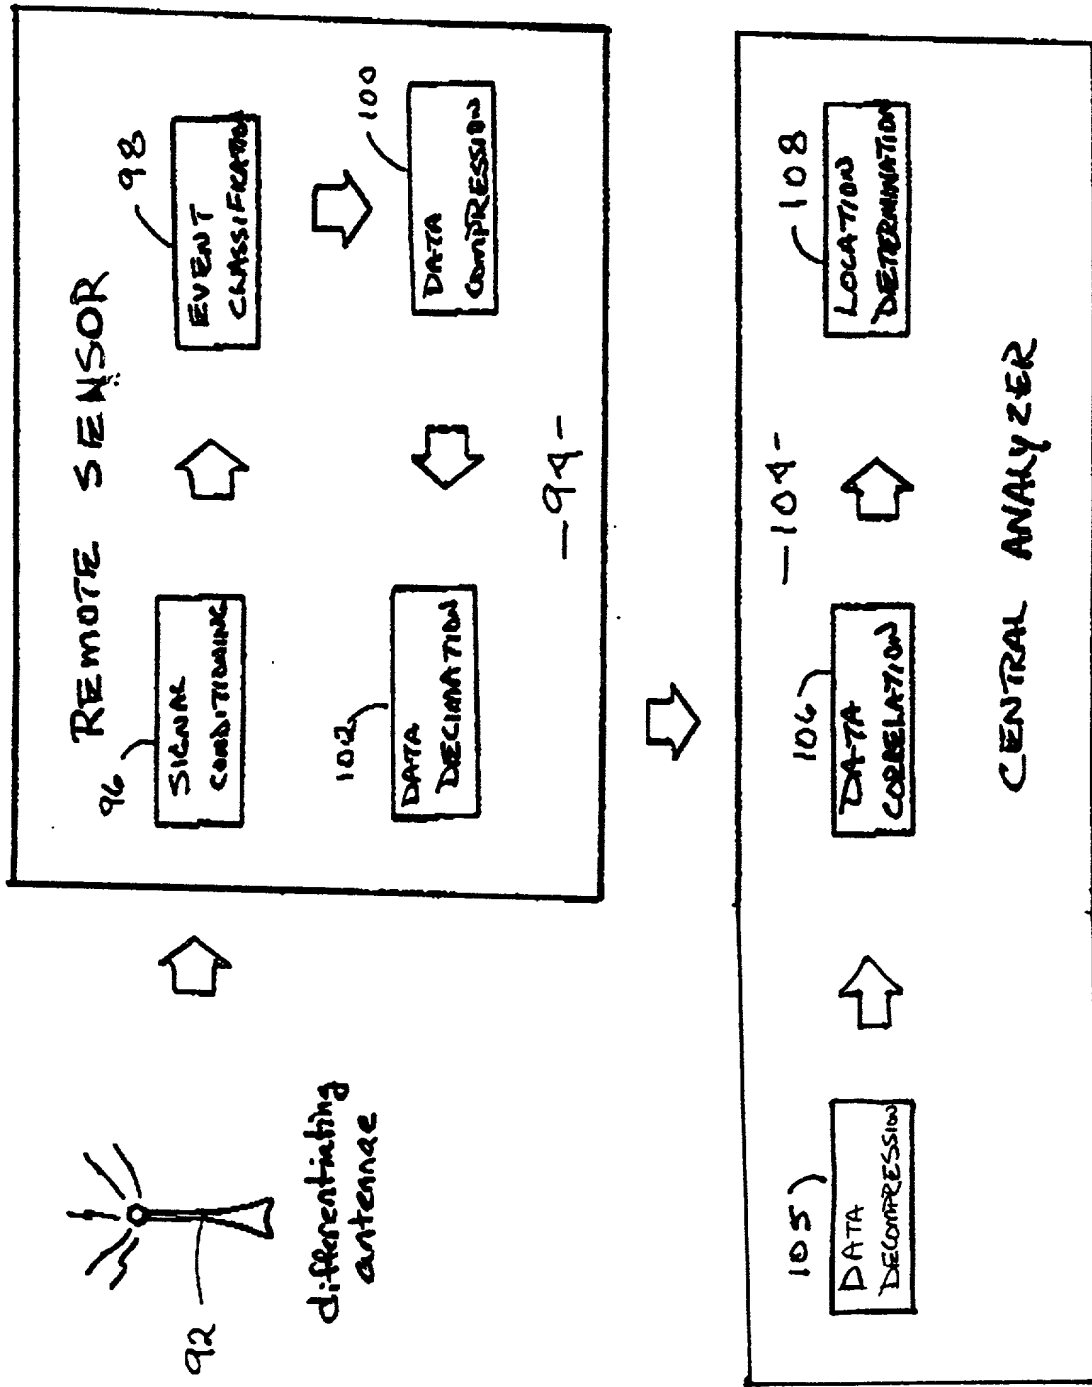 REMOTE SENSOR
96
SIGNAL
CONDITIONING
98
EVENT
CLASSIFICATION
92
differentiating
antennae
102
DATA
DECIMATION
100
DATA
COMPRESSION
-94-
105
DATA
DECOMPRESSION
106
DATA
CORRELATION
-104-
108
LOCATION
DETERMINATION
CENTRAL ANALYZER